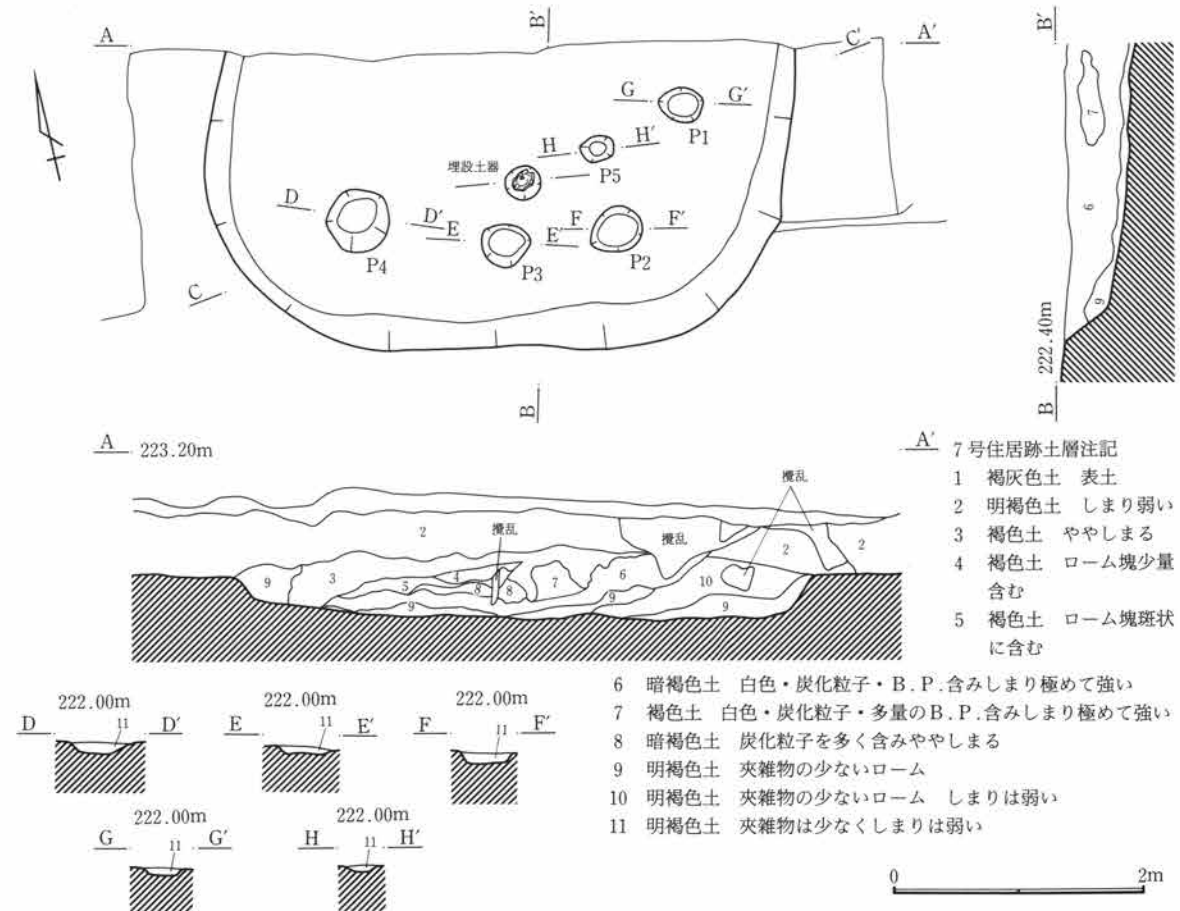 A
B'
C'
A'
B'
G
G'
P1
H
H'
P5
埋設土器
D
D'
P4
E
E'
P3
F
F'
P2
C
B
7
6
9
222.40m
B
A 223.20m
A'
攪乱
攪乱
攪乱
2
2
2
9
3
4
5
8
8
7
6
9
9
10
9
7号住居跡土層注記
1 褐灰色土 表土
2 明褐色土 しまり弱い
3 褐色土 ややしまる
4 褐色土 ローム塊少量
含む
5 褐色土 ローム塊斑状
に含む
6 暗褐色土 白色・炭化粒子・B.P.含みしまり極めて強い
7 褐色土 白色・炭化粒子・多量のB.P.含みしまり極めて強い
8 暗褐色土 炭化粒子を多く含みややしまる
9 明褐色土 夾雑物の少ないローム
10 明褐色土 夾雑物の少ないローム しまりは弱い
11 明褐色土 夾雑物は少なくしまりは弱い
222.00m
D 11 D'
222.00m
E 11 E'
222.00m
F 11 F'
222.00m
G 11 G'
222.00m
H 11 H'
0 2m